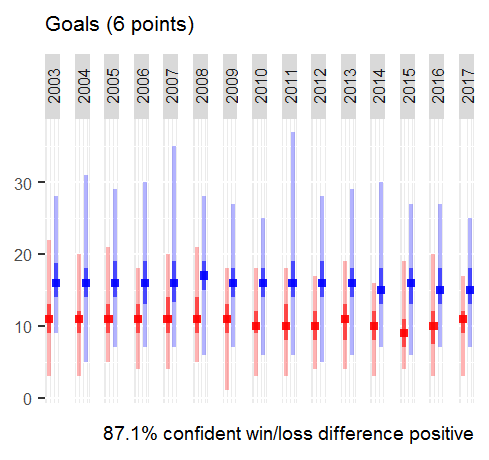 Goals (6 points)
2003 2004 2005 2006 2007 2008 2009 2010 2011 2012 2013 2014 2015 2016 2017
30
20
10
0
87.1% confident win/loss difference positive